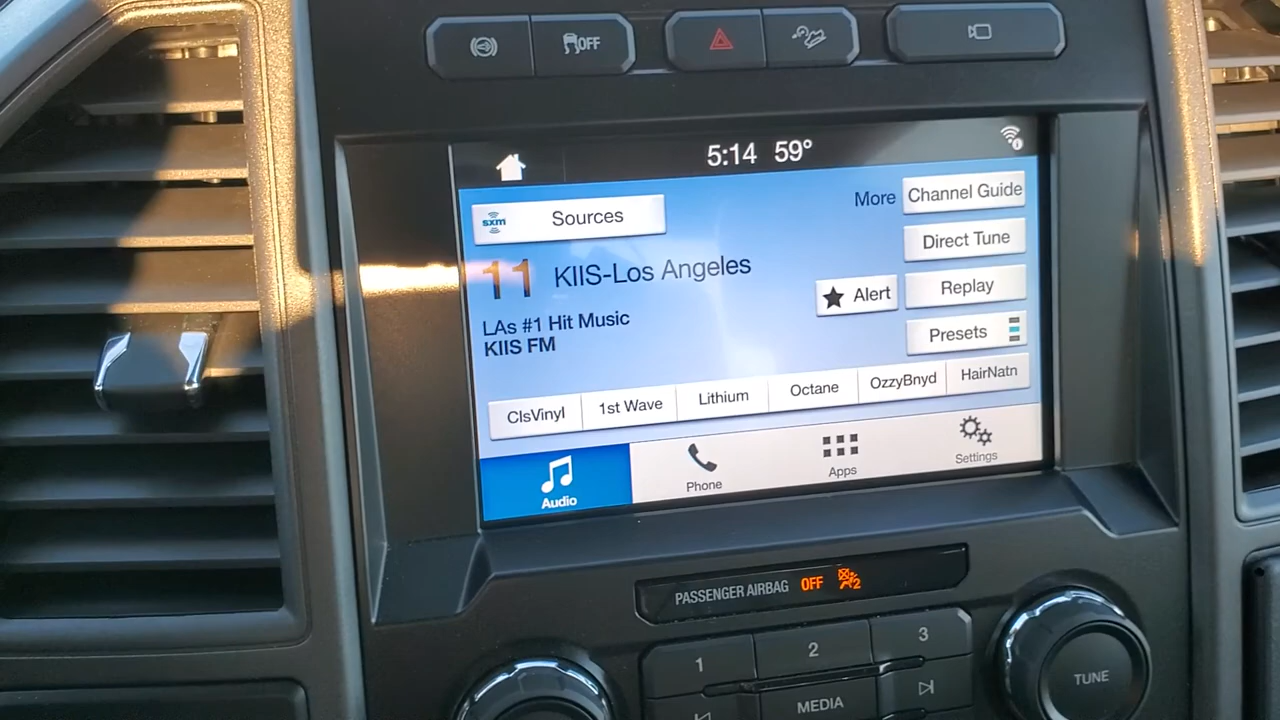 OFF
5:14 59°
sxm Sources
More Channel Guide
Direct Tune
11 KIIS-Los Angeles
Alert Replay
LAs #1 Hit Music
KIIS FM
Presets
ClsVinyl 1st Wave Lithium Octane OzzyBnyd HairNatn
Audio Phone Apps Settings
PASSENGER AIRBAG OFF 2
1 2 3
MEDIA
TUNE